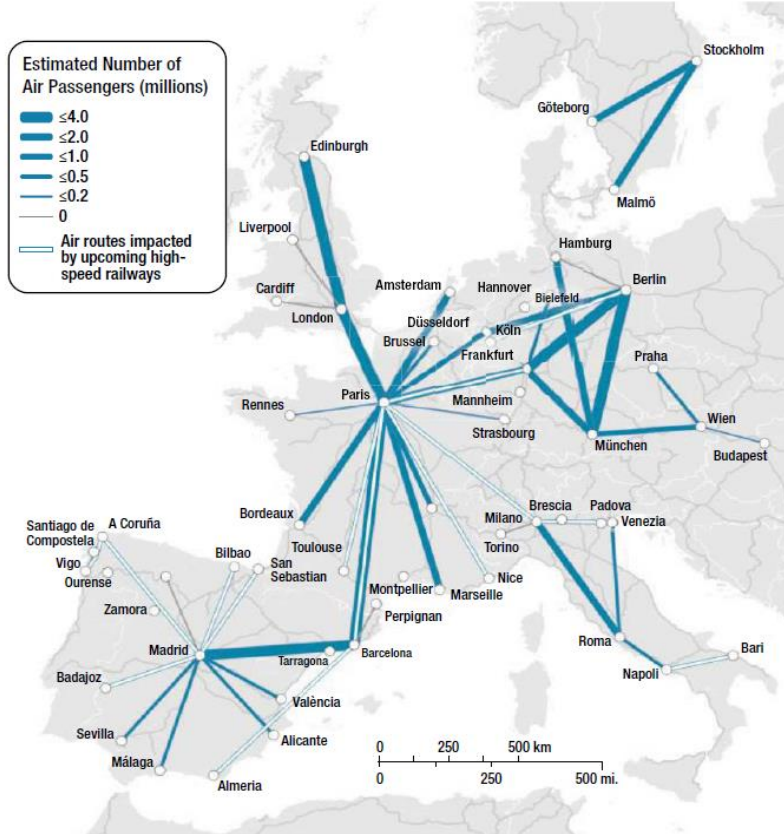 Estimated Number of
Air Passengers (millions)
≤4.0
≤2.0
≤1.0
≤0.5
≤0.2
0
Air routes impacted
by upcoming high-
speed railways
Stockholm
Göteborg
Malmö
Edinburgh
Liverpool
Cardiff
London
Hamburg
Amsterdam
Hannover
Bielefeld
Berlin
Düsseldorf
Köln
Brussel
Frankfurt
Praha
Paris
Mannheim
Rennes
Strasbourg
Wien
München
Budapest
Bordeaux
Toulouse
Milano
Brescia
Padova
Venezia
Torino
Santiago de
Compostela
A Coruña
Vigo
Ourense
Bilbao
San
Sebastian
Montpellier
Marseille
Nice
Zamora
Perpignan
Madrid
Tarragona
Barcelona
Roma
Bari
Napoli
Badajoz
València
Sevilla
Alicante
Málaga
Almeria
0 250 500 km
0 250 500 mi.